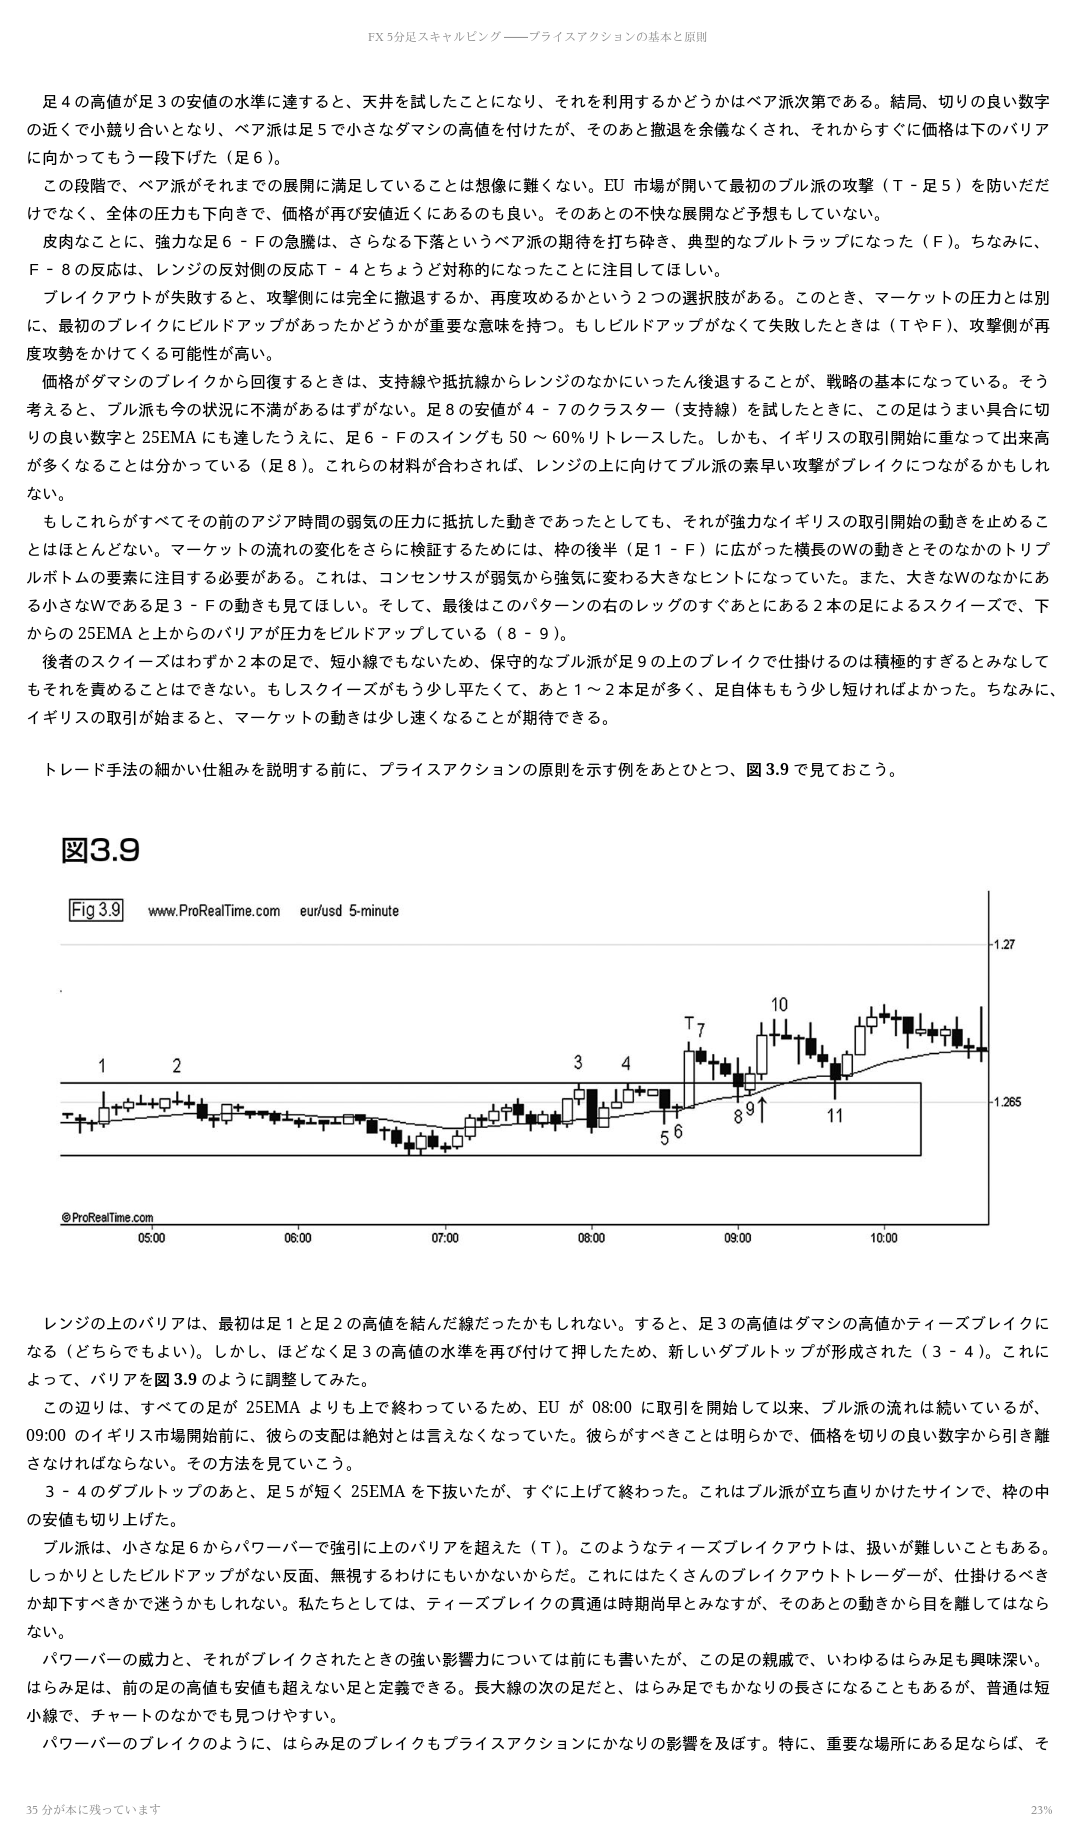 FX 5分足スキャルピング ――プライスアクションの基本と原則
足４の高値が足３の安値の水準に達すると、天井を試したことになり、それを利用するかどうかはベア派次第である。結局、切りの良い数字
の近くで小競り合いとなり、ベア派は足５で小さなダマシの高値を付けたが、そのあと撤退を余儀なくされ、それからすぐに価格は下のバリア
に向かってもう一段下げた（足６）。
この段階で、ベア派がそれまでの展開に満足していることは想像に難くない。EU 市場が開いて最初のブル派の攻撃（Ｔ‐足５）を防いだだ
けでなく、全体の圧力も下向きで、価格が再び安値近くにあるのも良い。そのあとの不快な展開など予想もしていない。
皮肉なことに、強力な足６‐Ｆの急騰は、さらなる下落というベア派の期待を打ち砕き、典型的なブルトラップになった（Ｆ）。ちなみに、
Ｆ‐８の反応は、レンジの反対側の反応Ｔ‐４とちょうど対称的になったことに注目してほしい。
ブレイクアウトが失敗すると、攻撃側には完全に撤退するか、再度攻めるかという２つの選択肢がある。このとき、マーケットの圧力とは別
に、最初のブレイクにビルドアップがあったかどうかが重要な意味を持つ。もしビルドアップがなくて失敗したときは（ＴやＦ）、攻撃側が再
度攻勢をかけてくる可能性が高い。
価格がダマシのブレイクから回復するときは、支持線や抵抗線からレンジのなかにいったん後退することが、戦略の基本になっている。そう
考えると、ブル派も今の状況に不満があるはずがない。足８の安値が４‐７のクラスター（支持線）を試したときに、この足はうまい具合に切
りの良い数字と 25EMA にも達したうえに、足６‐Ｆのスイングも 50 ～ 60%リトレースした。しかも、イギリスの取引開始に重なって出来高
が多くなることは分かっている（足８）。これらの材料が合わされば、レンジの上に向けてブル派の素早い攻撃がブレイクにつながるかもしれ
ない。
もしこれらがすべてその前のアジア時間の弱気の圧力に抵抗した動きであったとしても、それが強力なイギリスの取引開始の動きを止めるこ
とはほとんどない。マーケットの流れの変化をさらに検証するためには、枠の後半（足１‐Ｆ）に広がった横長のWの動きとそのなかのトリプ
ルボトムの要素に注目する必要がある。これは、コンセンサスが弱気から強気に変わる大きなヒントになっていた。また、大きなWのなかにあ
る小さなWである足３‐Ｆの動きも見てほしい。そして、最後はこのパターンの右のレッグのすぐあとにある２本の足によるスクイーズで、下
からの 25EMA と上からのバリアが圧力をビルドアップしている（８‐９）。
後者のスクイーズはわずか２本の足で、短小線でもないため、保守的なブル派が足９の上のブレイクで仕掛けるのは積極的すぎるとみなして
もそれを責めることはできない。もしスクイーズがもう少し平たくて、あと１～２本足が多く、足自体ももう少し短ければよかった。ちなみに、
イギリスの取引が始まると、マーケットの動きは少し速くなることが期待できる。
トレード手法の細かい仕組みを説明する前に、プライスアクションの原則を示す例をあとひとつ、図 3.9 で見ておこう。
図3.9
Fig 3.9 www.ProRealTime.com eur/usd 5-minute
1.27
10
T 7
1 2 3 4
1.265
8 9 11
5 6
©ProRealTime.com
05:00 06:00 07:00 08:00 09:00 10:00
レンジの上のバリアは、最初は足１と足２の高値を結んだ線だったかもしれない。すると、足３の高値はダマシの高値かティーズブレイクに
なる（どちらでもよい）。しかし、ほどなく足３の高値の水準を再び付けて押したため、新しいダブルトップが形成された（３‐４）。これに
よって、バリアを図 3.9 のように調整してみた。
この辺りは、すべての足が 25EMA よりも上で終わっているため、EU が 08:00 に取引を開始して以来、ブル派の流れは続いているが、
09:00 のイギリス市場開始前に、彼らの支配は絶対とは言えなくなっていた。彼らがすべきことは明らかで、価格を切りの良い数字から引き離
さなければならない。その方法を見ていこう。
３‐４のダブルトップのあと、足５が短く 25EMA を下抜いたが、すぐに上げて終わった。これはブル派が立ち直りかけたサインで、枠の中
の安値も切り上げた。
ブル派は、小さな足６からパワーバーで強引に上のバリアを超えた（Ｔ）。このようなティーズブレイクアウトは、扱いが難しいこともある。
しっかりとしたビルドアップがない反面、無視するわけにもいかないからだ。これにはたくさんのブレイクアウトトレーダーが、仕掛けるべき
か却下すべきかで迷うかもしれない。私たちとしては、ティーズブレイクの貫通は時期尚早とみなすが、そのあとの動きから目を離してはなら
ない。
パワーバーの威力と、それがブレイクされたときの強い影響力については前にも書いたが、この足の親戚で、いわゆるはらみ足も興味深い。
はらみ足は、前の足の高値も安値も超えない足と定義できる。長大線の次の足だと、はらみ足でもかなりの長さになることもあるが、普通は短
小線で、チャートのなかでも見つけやすい。
パワーバーのブレイクのように、はらみ足のブレイクもプライスアクションにかなりの影響を及ぼす。特に、重要な場所にある足ならば、そ
35 分が本に残っています 23%